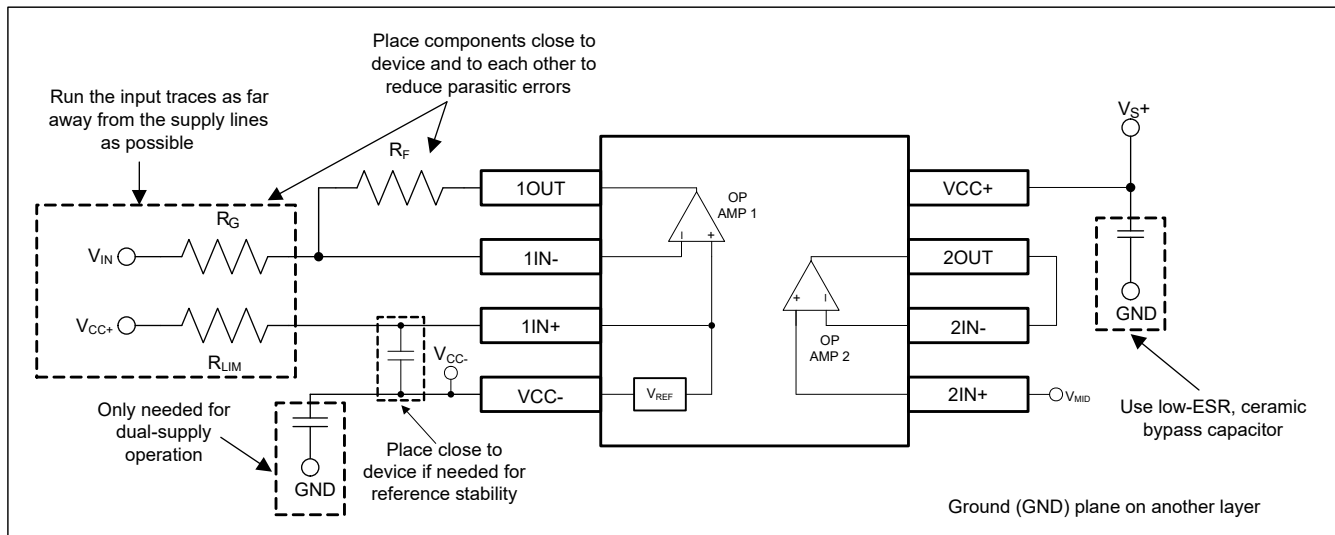 Place components close to
device and to each other to
reduce parasitic errors
Run the input traces as far
away from the supply lines
as possible
VS+
RF
1OUT
OP
AMP 1
VCC+
RG
VIN
1IN-
2OUT
VCC+
1IN+
2IN-
GND
RLIM
VCC-
OP
AMP 2
VCC-
VREF
2IN+
VMID
Only needed for
dual-supply
operation
GND
Place close to
device if needed for
reference stability
Use low-ESR, ceramic
bypass capacitor
Ground (GND) plane on another layer